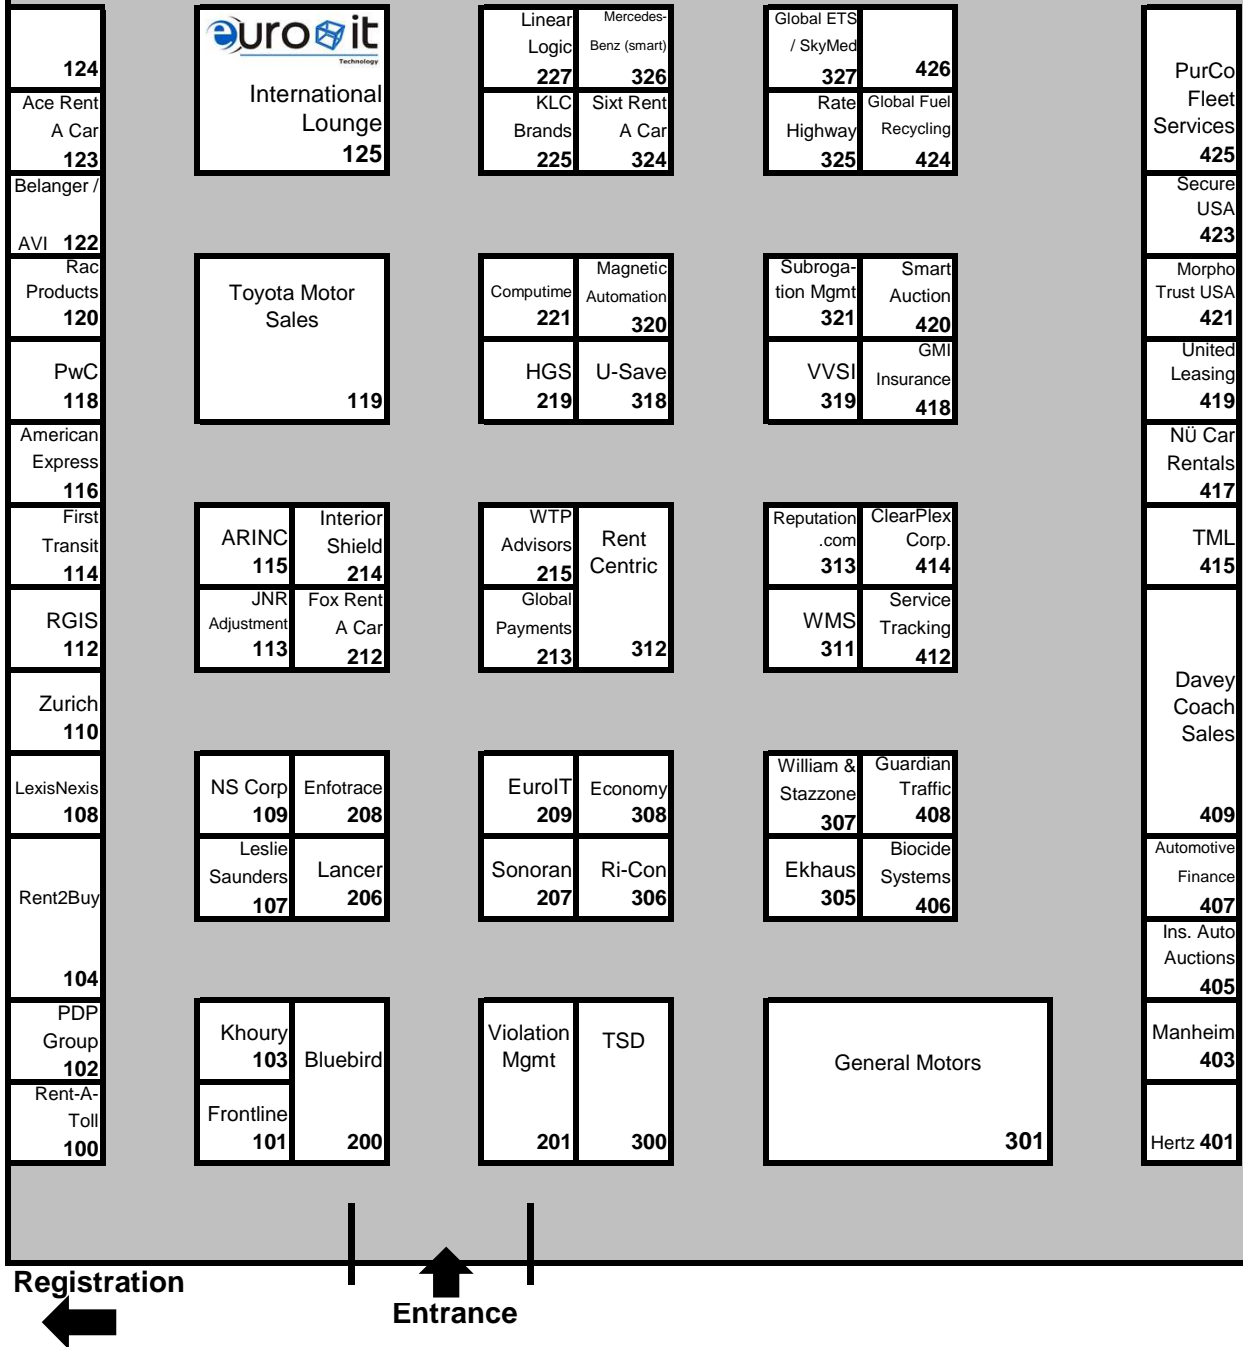 124
Ace Rent
A Car
123
Belanger /
AVI 122
Rac
Products
120
PwC
118
American
Express
116
First
Transit
114
RGIS
112
Zurich
110
LexisNexis
108
Rent2Buy
104
PDP
Group
102
Rent-A-
Toll
100
euro it
Technology
International
Lounge
125
Toyota Motor
Sales
119
ARINC
115
Interior
Shield
214
JNR
Adjustment
113
Fox Rent
A Car
212
NS Corp
109
Enfotrace
208
Leslie
Saunders
107
Lancer
206
Khoury
103
Frontline
101
Bluebird
200
Linear
Logic
227
Mercedes-
Benz (smart)
326
KLC
Brands
225
Sixt Rent
A Car
324
Computime
221
Magnetic
Automation
320
HGS
219
U-Save
318
WTP
Advisors
215
Global
Payments
213
Rent
Centric
312
EuroIT
209
Economy
308
Sonoran
207
Ri-Con
306
Violation
Mgmt
201
TSD
300
Global ETS
/ SkyMed
327
426
Rate
Highway
325
Global Fuel
Recycling
424
Subroga-
tion Mgmt
321
Smart
Auction
420
VVSI
319
GMI
Insurance
418
Reputation
.com
313
ClearPlex
Corp.
414
WMS
311
Service
Tracking
412
William &
Stazzone
307
Guardian
Traffic
408
Ekhaus
305
Biocide
Systems
406
General Motors
301
PurCo
Fleet
Services
425
Secure
USA
423
Morpho
Trust USA
421
United
Leasing
419
NÜ Car
Rentals
417
TML
415
Davey
Coach
Sales
409
Automotive
Finance
407
Ins. Auto
Auctions
405
Manheim
403
Hertz 401
Registration
Entrance